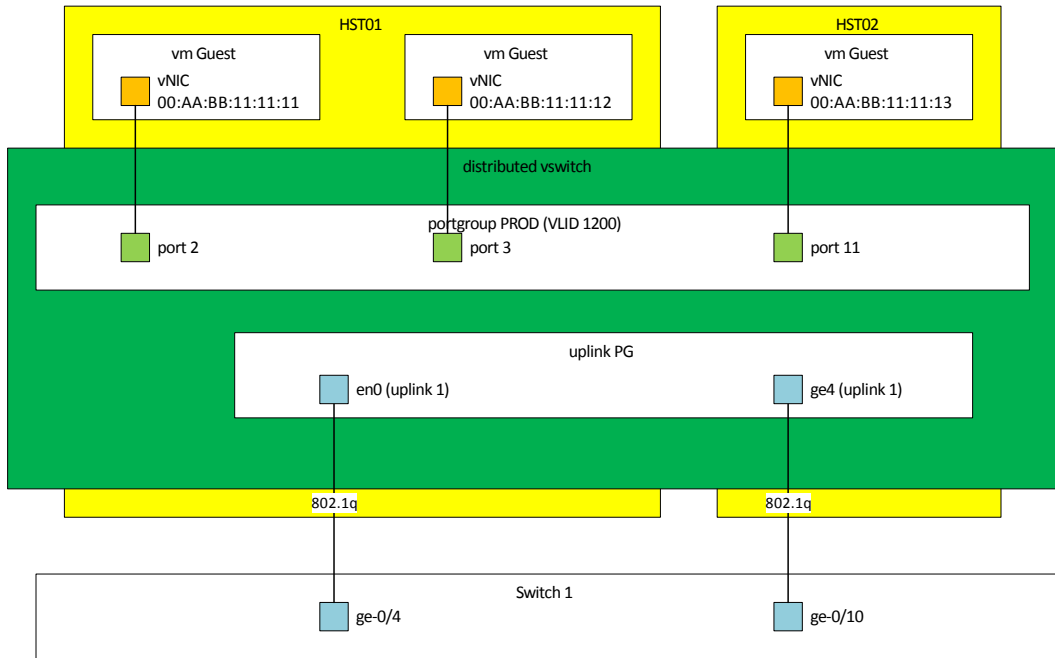 HST01
HST02
vm Guest
vm Guest
vm Guest
vNIC
00:AA:BB:11:11:11
vNIC
00:AA:BB:11:11:12
vNIC
00:AA:BB:11:11:13
distributed vswitch
portgroup PROD (VLID 1200)
port 2
port 3
port 11
uplink PG
en0 (uplink 1)
ge4 (uplink 1)
802.1q
802.1q
Switch 1
ge-0/4
ge-0/10